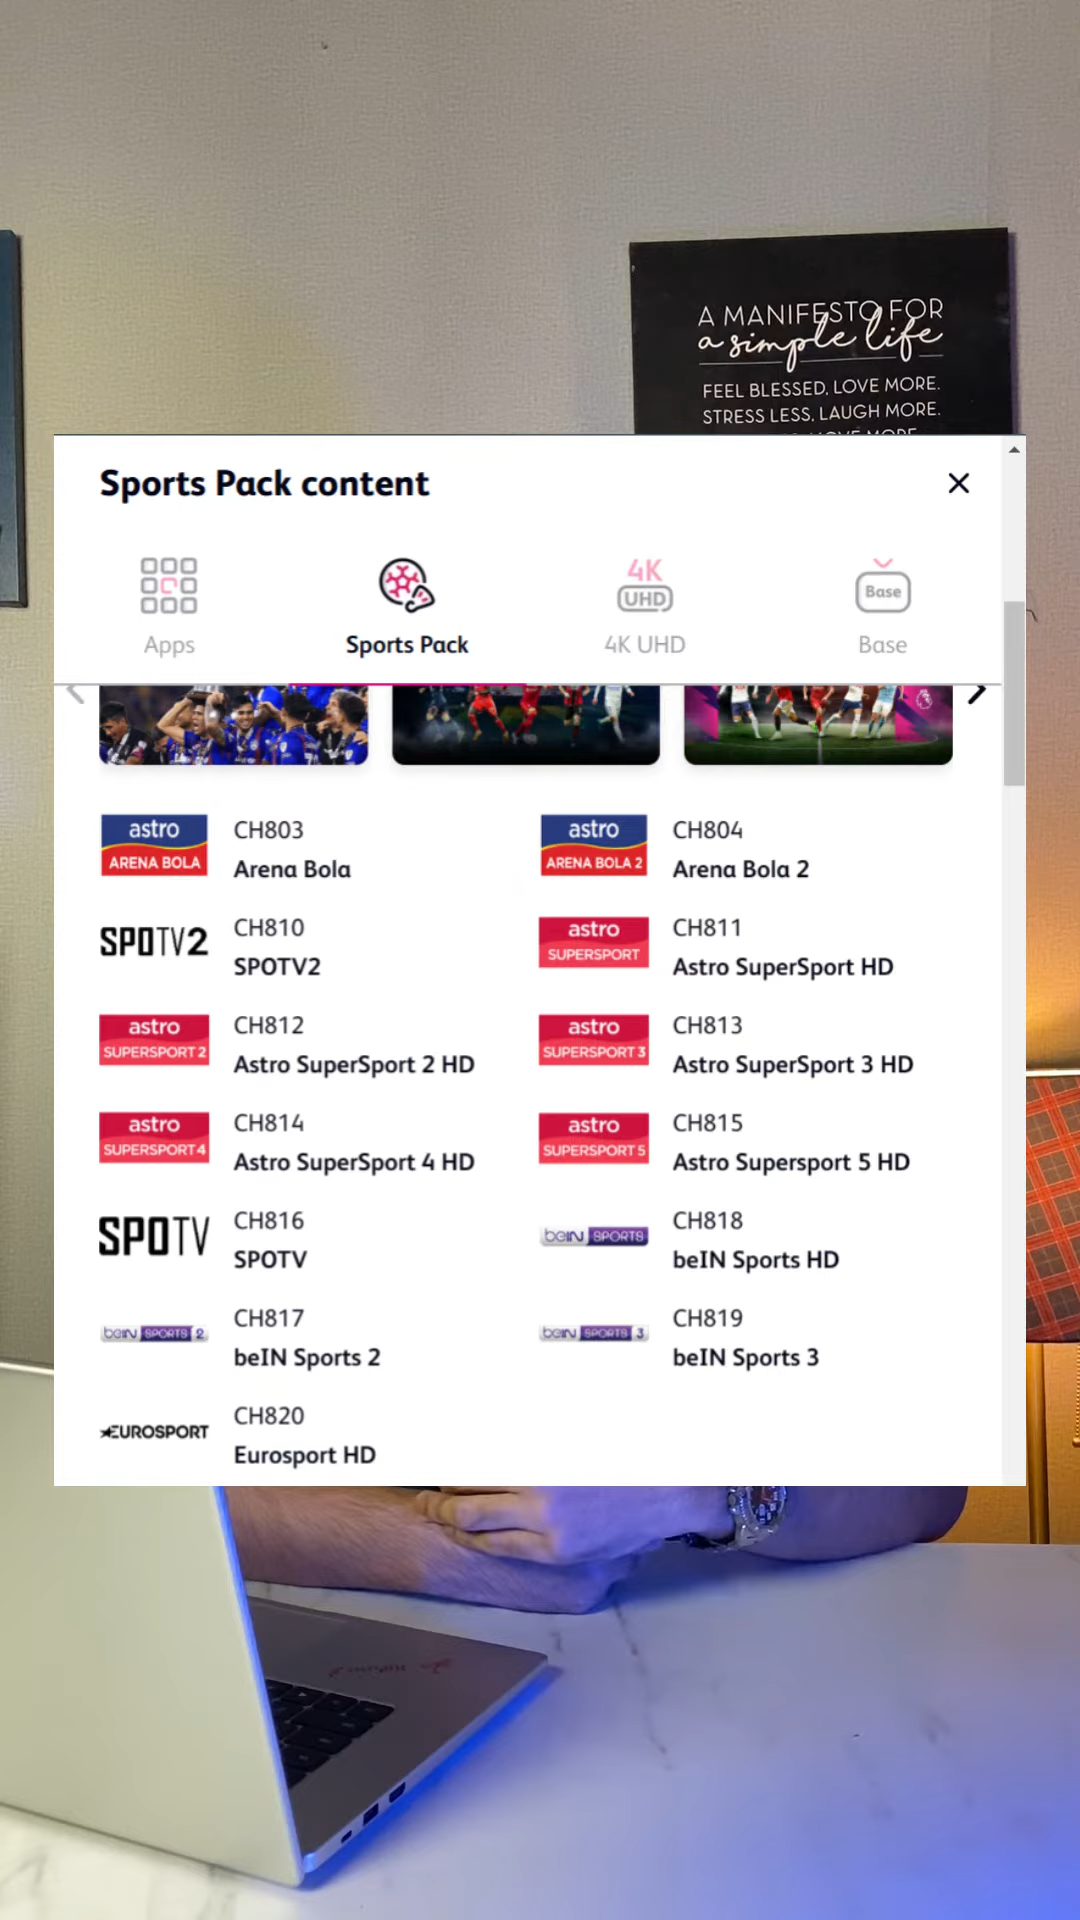 A MANIFESTO FOR
a simple life
FEEL BLESSED, LOVE MORE.
STRESS LESS, LAUGH MORE.
MOVE MORE
Sports Pack content
Apps
Sports Pack
4K
UHD
4K UHD
Base
Base
astro
ARENA BOLA
CH803
Arena Bola
astro
ARENA BOLA 2
CH804
Arena Bola 2
SPOTV2
CH810
SPOTV2
astro
SUPERSPORT
CH811
Astro SuperSport HD
astro
SUPERSPORT 2
CH812
Astro SuperSport 2 HD
astro
SUPERSPORT 3
CH813
Astro SuperSport 3 HD
astro
SUPERSPORT 4
CH814
Astro SuperSport 4 HD
astro
SUPERSPORT 5
CH815
Astro Supersport 5 HD
SPOTV
CH816
SPOTV
beIN SPORTS
CH818
beIN Sports HD
beIN SPORTS 2
CH817
beIN Sports 2
beIN SPORTS 3
CH819
beIN Sports 3
EUROSPORT
CH820
Eurosport HD